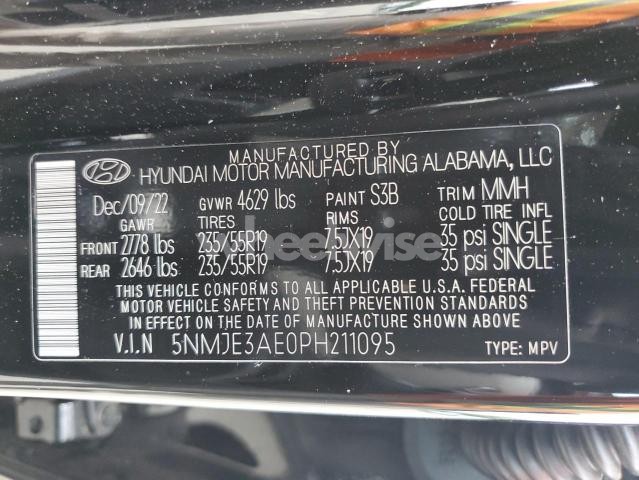 MANUFACTURED BY
HYUNDAI MOTOR MANUFACTURING ALABAMA, LLC
Dec/09/22 GVWR 4629 lbs PAINT S3B TRIM MMH
GAWR TIRES RIMS COLD TIRE INFL
FRONT 2778 lbs 235/55R19 7.5JX19 35 psi SINGLE
REAR 2646 lbs 235/55R19 7.5JX19 35 psi SINGLE
THIS VEHICLE CONFORMS TO ALL APPLICABLE U.S.A. FEDERAL
MOTOR VEHICLE SAFETY AND THEFT PREVENTION STANDARDS
IN EFFECT ON THE DATE OF MANUFACTURE SHOWN ABOVE.
V.I.N 5NMJE3AE0PH211095 TYPE: MPV